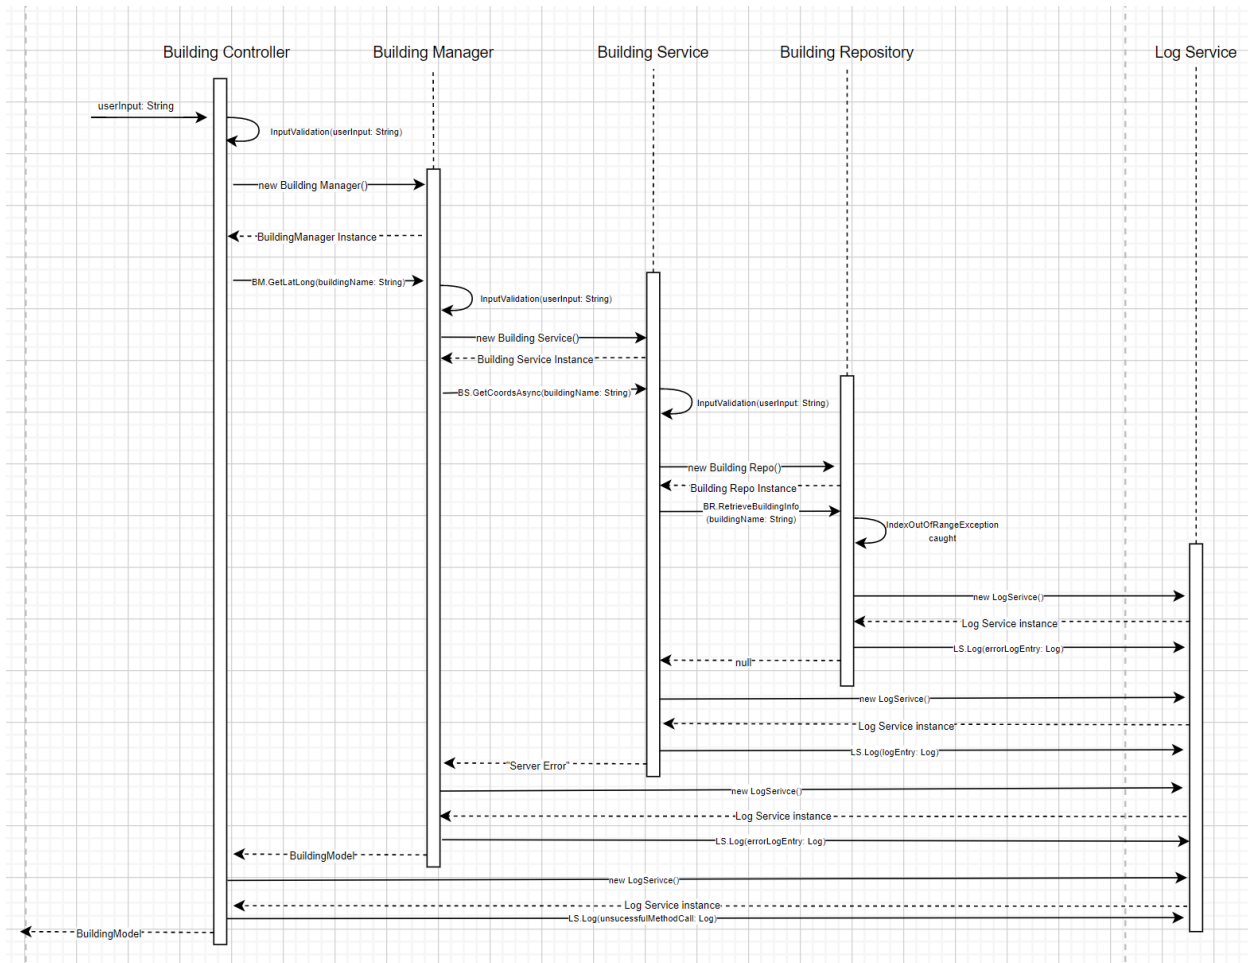 Building Controller
Building Manager
Building Service
Building Repository
Log Service
userInput: String
InputValidation(userInput: String)
new Building Manager()
BuildingManager Instance
BM.GetLatLong(buildingName: String)
InputValidation(userInput: String)
new Building Service()
Building Service Instance
BS.GetCoordsAsync(buildingName: String)
InputValidation(userInput: String)
new Building Repo()
Building Repo Instance
BR.RetrieveBuildingInfo
(buildingName: String)
IndexOutOfRangeException
caught
new LogSerivce()
Log Service instance
LS.Log(errorLogEntry: Log)
null
new LogSerivce()
Log Service instance
LS.Log(logEntry: Log)
"Server Error"
new LogSerivce()
Log Service instance
LS.Log(errorLogEntry: Log)
BuildingModel
new LogSerivce()
Log Service instance
LS.Log(unsucessfulMethodCall: Log)
BuildingModel